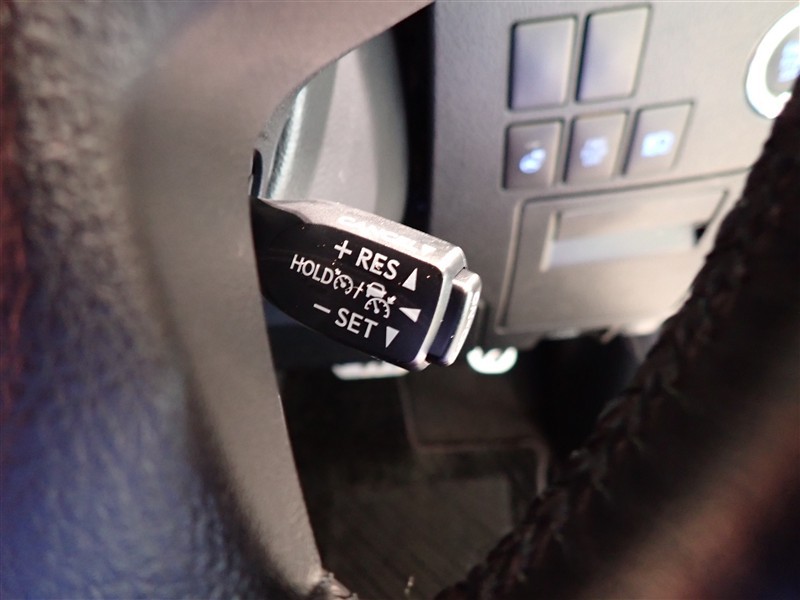 + RES
HOLD /
− SET